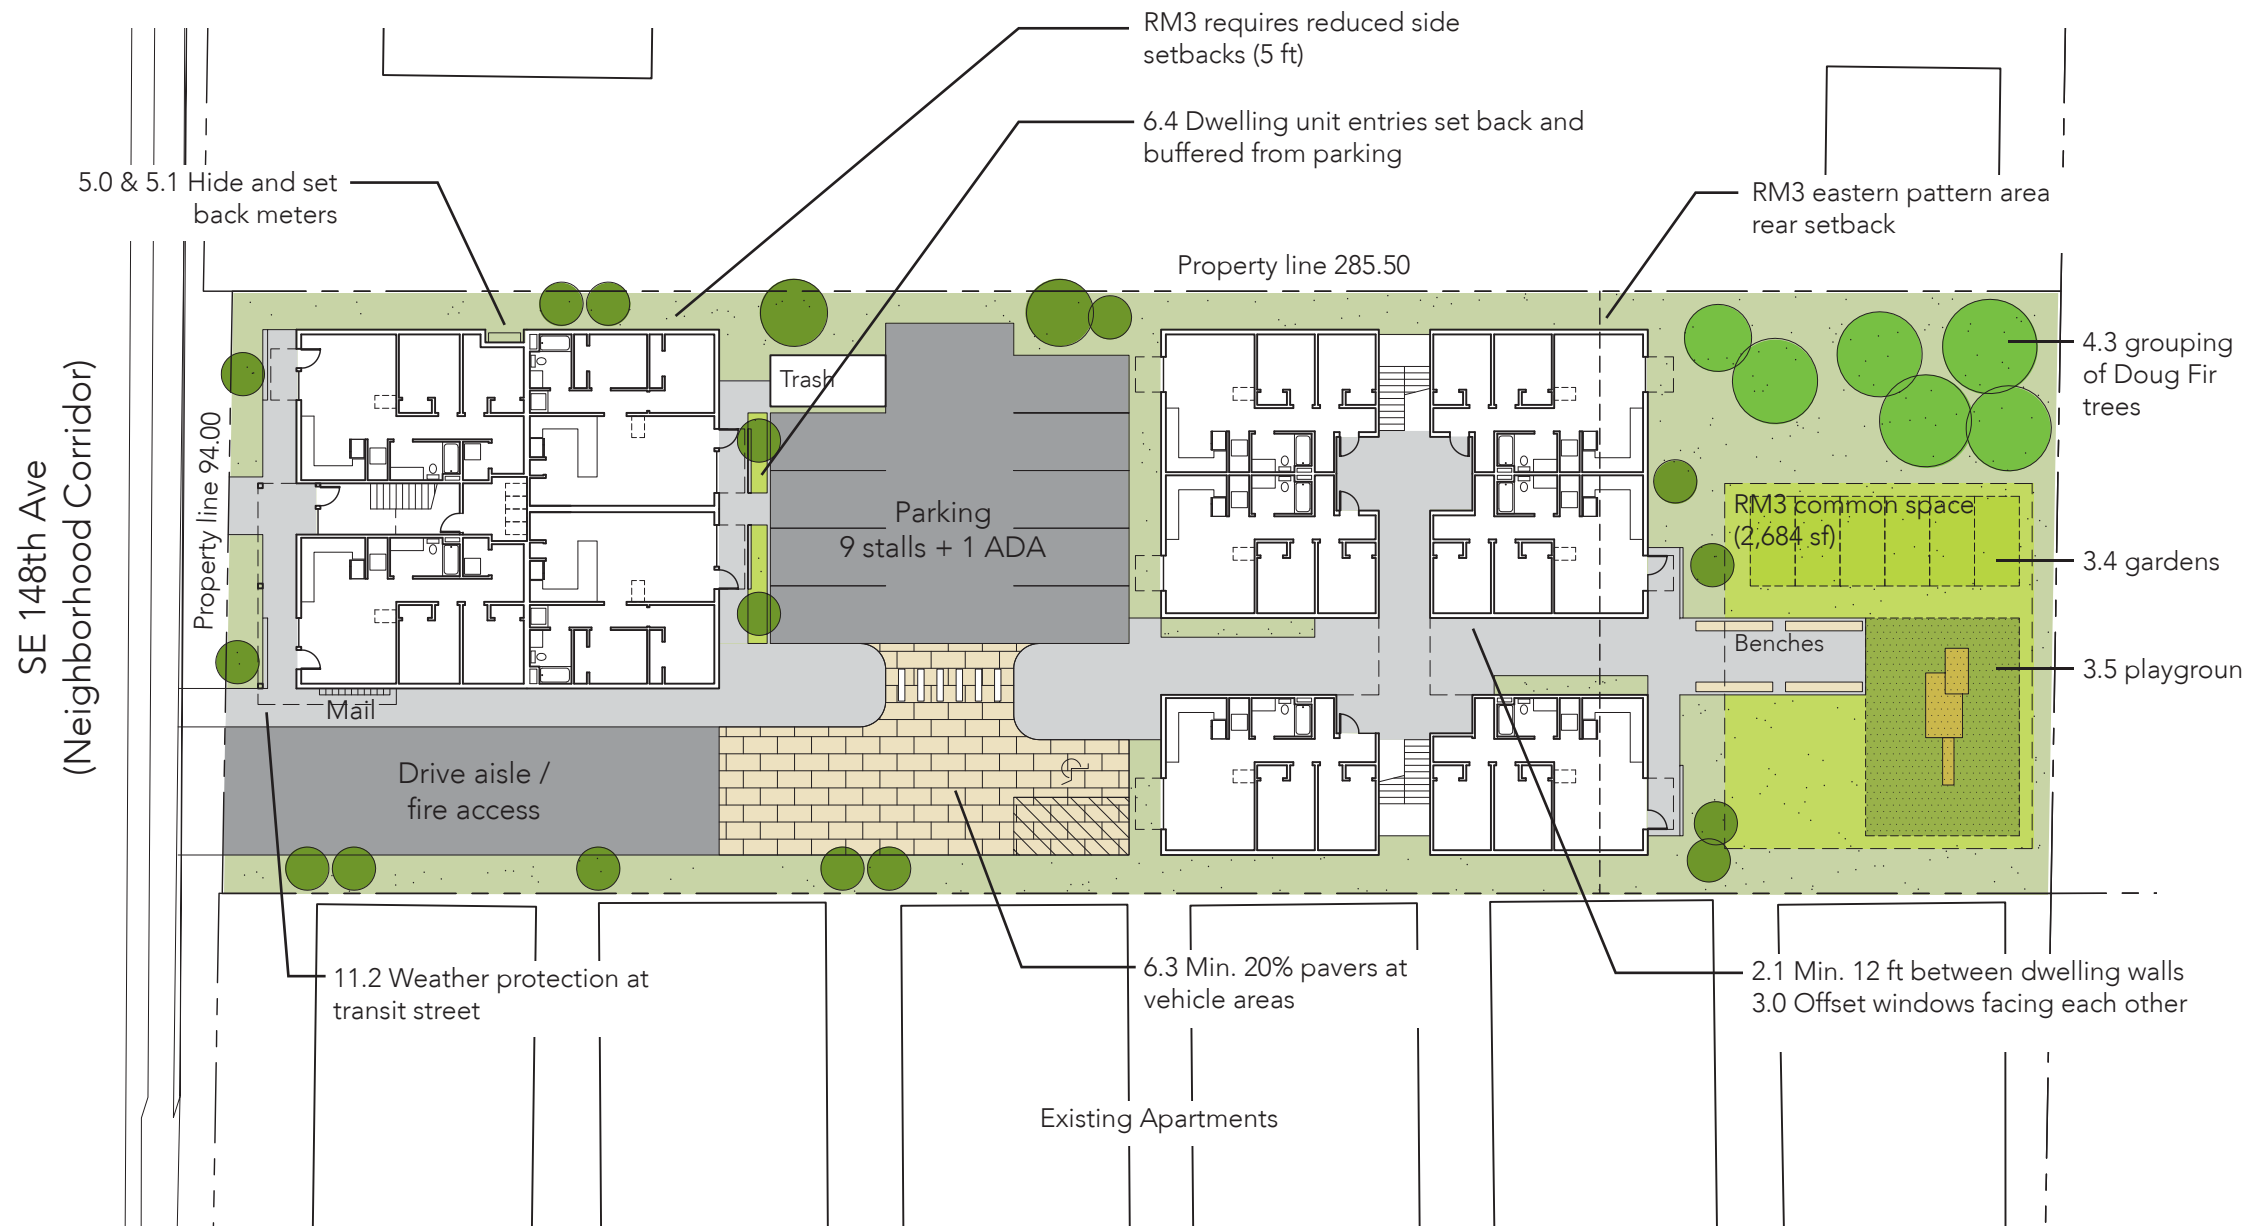 RM3 requires reduced side
setbacks (5 ft)
6.4 Dwelling unit entries set back and
buffered from parking
5.0 & 5.1 Hide and set
back meters
RM3 eastern pattern area
rear setback
Property line 285.50
4.3 grouping
of Doug Fir
trees
Trash
SE 148th Ave
(Neighborhood Corridor)
Property line 94.00
Parking
9 stalls + 1 ADA
RM3 common space
(2,684 sf)
3.4 gardens
Benches
3.5 playgroun
Mail
Drive aisle /
fire access
11.2 Weather protection at
transit street
6.3 Min. 20% pavers at
vehicle areas
2.1 Min. 12 ft between dwelling walls
3.0 Offset windows facing each other
Existing Apartments